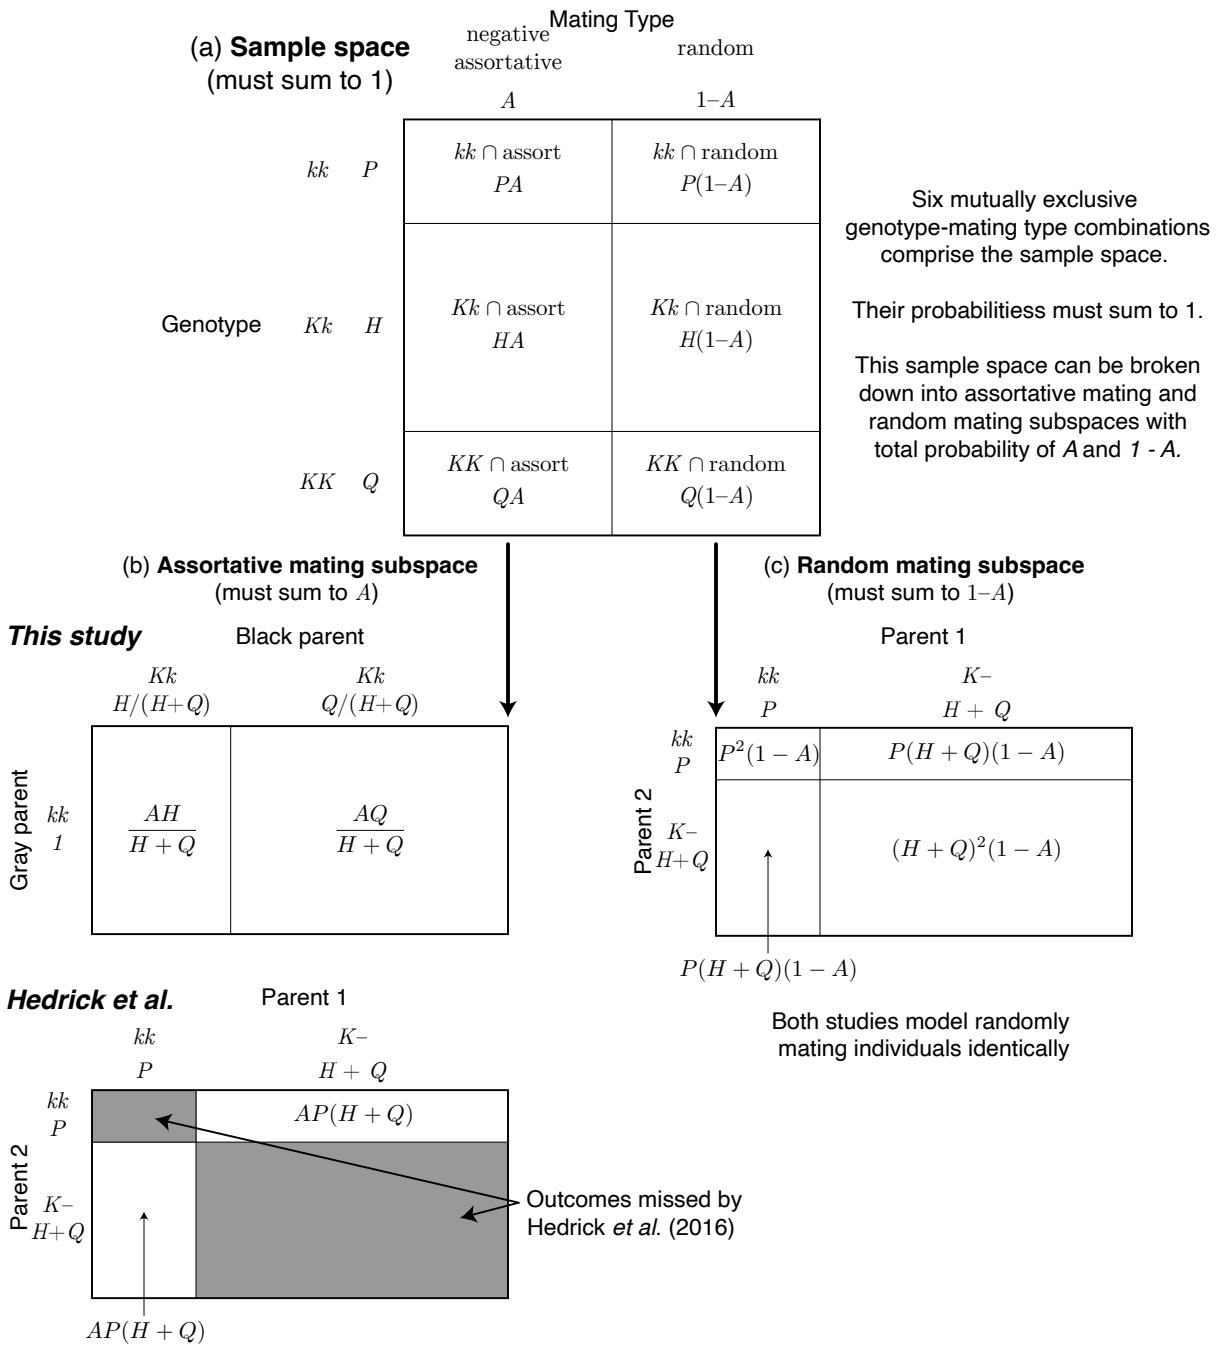 Mating Type
(a) Sample space
(must sum to 1)
negative
assortative
random
A
1–A
kk P
kk ∩ assort
PA
kk ∩ random
P(1–A)
Genotype
Kk H
Kk ∩ assort
HA
Kk ∩ random
H(1–A)
KK Q
KK ∩ assort
QA
KK ∩ random
Q(1–A)
Six mutually exclusive
genotype-mating type combinations
comprise the sample space.
Their probabilitiess must sum to 1.
This sample space can be broken
down into assortative mating and
random mating subspaces with
total probability of A and 1 - A.
(b) Assortative mating subspace
(must sum to A)
This study
Black parent
Kk
H/(H+Q)
Kk
Q/(H+Q)
Gray parent
kk
1
AH
H + Q
AQ
H + Q
(c) Random mating subspace
(must sum to 1–A)
Parent 1
kk
P
K–
H + Q
Parent 2
kk
P
P²(1 − A)
P(H + Q)(1 − A)
K–
H+Q
(H + Q)²(1 − A)
P(H + Q)(1 − A)
Both studies model randomly
mating individuals identically
Hedrick et al.
Parent 1
kk
P
K–
H + Q
Parent 2
kk
P
AP(H + Q)
K–
H+Q
AP(H + Q)
Outcomes missed by
Hedrick et al. (2016)